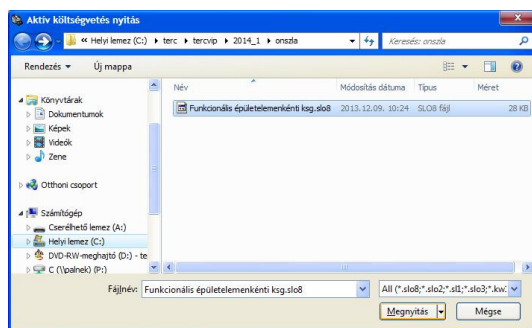 Aktív költségvetés nyitás
« Helyi lemez (C:) ▸ terc ▸ tercvip ▸ 2014_1 ▸ onszla
Keresés: onszla
Rendezés Új mappa
Név Módosítás dátuma Típus Méret
Funkcionális épületelemenkénti ksg.slo8 2013.12.09. 10:24 SLO8 fájl 28 KB
Könyvtárak
Dokumentumok
Képek
Videók
Zene
Otthoni csoport
Számítógép
Cserélhető lemez (A:)
Helyi lemez (C:)
DVD-RW-meghajtó (D:) - te
C (\\palnek) (P:)
Fájlnév: Funkcionális épületelemenkénti ksg.slo8 All (*.slo8;*.slo2;*.sl1;*.slo3;*.kw
Megnyitás Mégse